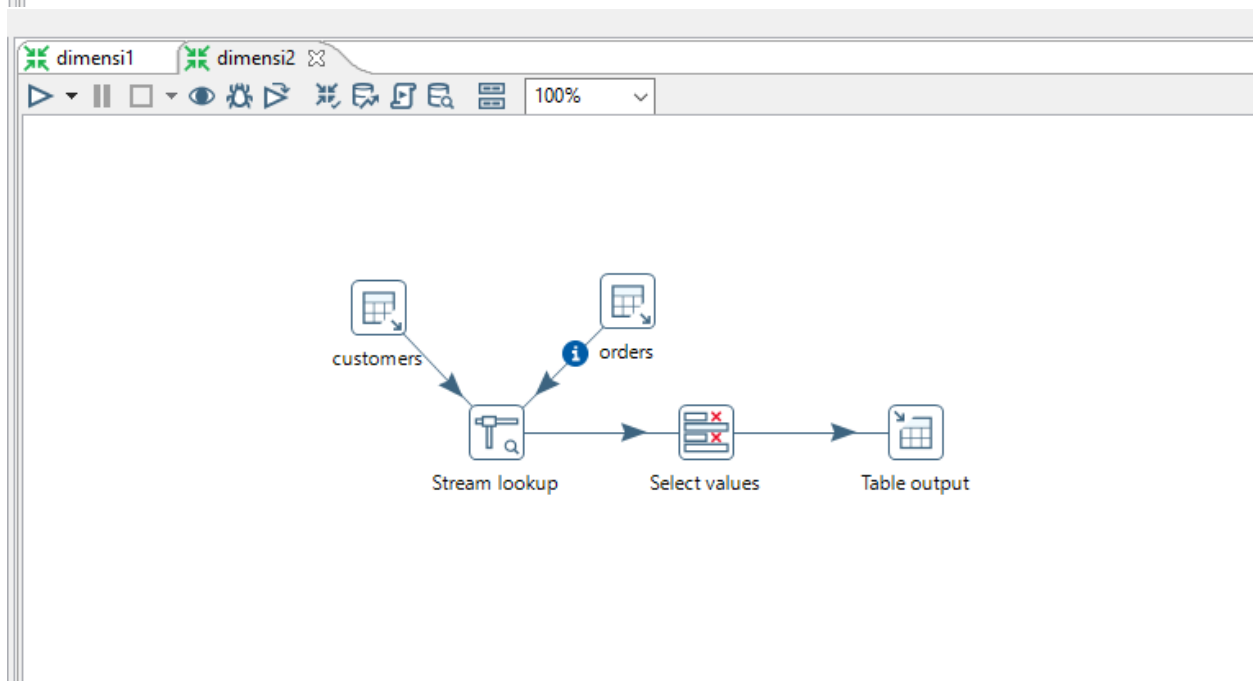 dimensi1
dimensi2
100%
customers
orders
Stream lookup
Select values
Table output